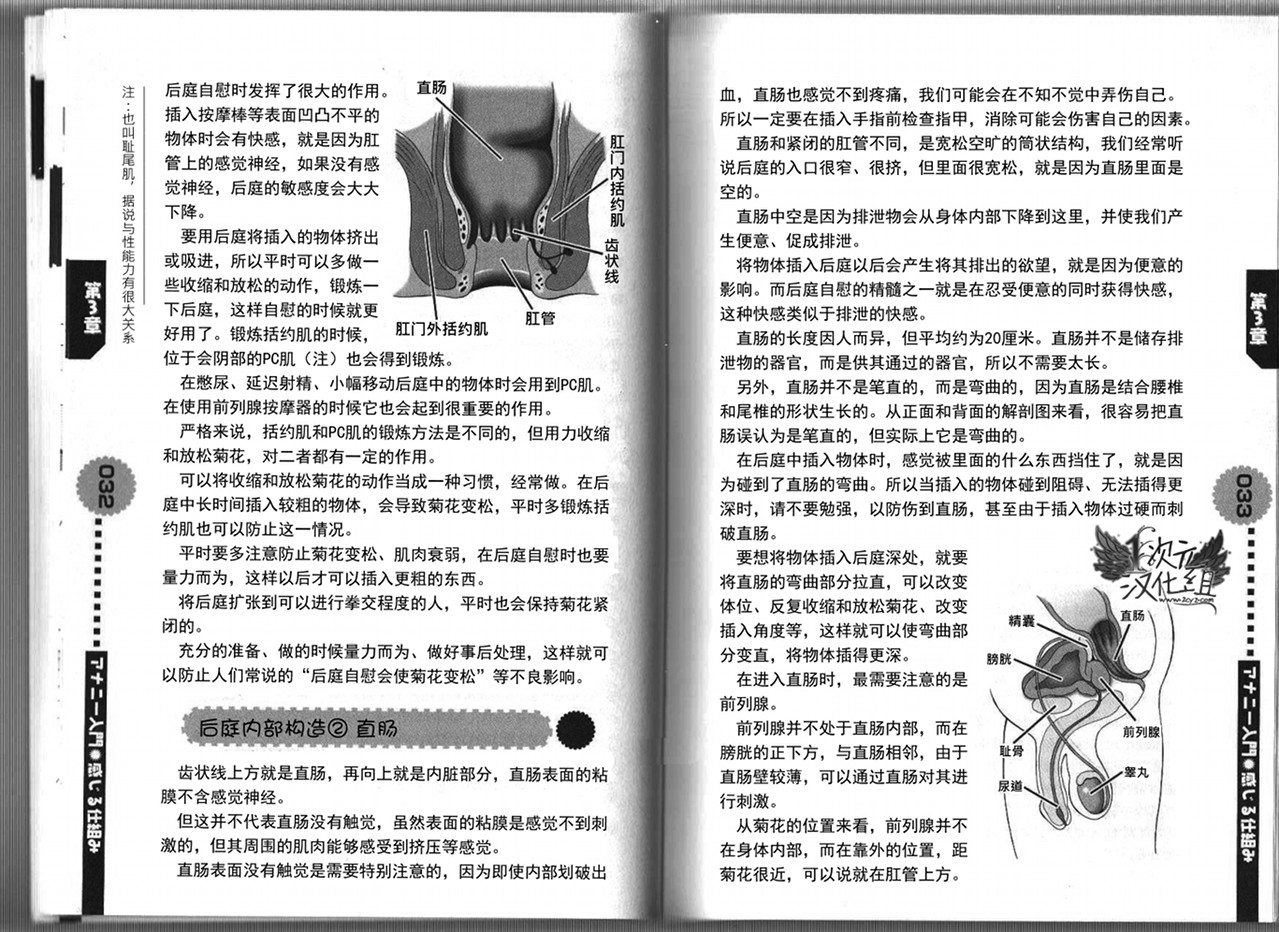 注：也叫耻尾肌，据说与性能力有很大关系
第3章
032
アナニー入門●感じる仕組み
后庭自慰时发挥了很大的作用。
插入按摩棒等表面凹凸不平的
物体时会有快感，就是因为肛
管上的感觉神经，如果没有感
觉神经，后庭的敏感度会大大
下降。
要用后庭将插入的物体挤出
或吸进，所以平时可以多做一
些收缩和放松的动作，锻炼一
下后庭，这样自慰的时候就更
好用了。锻炼括约肌的时候，
位于会阴部的PC肌（注）也会得到锻炼。
在憋尿、延迟射精、小幅移动后庭中的物体时会用到PC肌。
在使用前列腺按摩器的时候它也会起到很重要的作用。
严格来说，括约肌和PC肌的锻炼方法是不同的，但用力收缩
和放松菊花，对二者都有一定的作用。
可以将收缩和放松菊花的动作当成一种习惯，经常做。在后
庭中长时间插入较粗的物体，会导致菊花变松，平时多锻炼括
约肌也可以防止这一情况。
平时要多注意防止菊花变松、肌肉衰弱，在后庭自慰时也要
量力而为，这样以后才可以插入更粗的东西。
将后庭扩张到可以进行拳交程度的人，平时也会保持菊花紧
闭的。
充分的准备、做的时候量力而为、做好事后处理，这样就可
以防止人们常说的“后庭自慰会使菊花变松”等不良影响。
直肠
肛门内括约肌
齿状线
肛管
肛门外括约肌
后庭内部构造② 直肠
齿状线上方就是直肠，再向上就是内脏部分，直肠表面的粘
膜不含感觉神经。
但这并不代表直肠没有触觉，虽然表面的粘膜是感觉不到刺
激的，但其周围的肌肉能够感受到挤压等感觉。
直肠表面没有触觉是需要特别注意的，因为即使内部划破出
血，直肠也感觉不到疼痛，我们可能会在不知不觉中弄伤自己。
所以一定要在插入手指前检查指甲，消除可能会伤害自己的因素。
直肠和紧闭的肛管不同，是宽松空旷的筒状结构，我们经常听
说后庭的入口很窄、很挤，但里面很宽松，就是因为直肠里面是
空的。
直肠中空是因为排泄物会从身体内部下降到这里，并使我们产
生便意、促成排泄。
将物体插入后庭以后会产生将其排出的欲望，就是因为便意的
影响。而后庭自慰的精髓之一就是在忍受便意的同时获得快感，
这种快感类似于排泄的快感。
直肠的长度因人而异，但平均约为20厘米。直肠并不是储存排
泄物的器官，而是供其通过的器官，所以不需要太长。
另外，直肠并不是笔直的，而是弯曲的，因为直肠是结合腰椎
和尾椎的形状生长的。从正面和背面的解剖图来看，很容易把直
肠误认为是笔直的，但实际上它是弯曲的。
在后庭中插入物体时，感觉被里面的什么东西挡住了，就是因
为碰到了直肠的弯曲。所以当插入的物体碰到阻碍、无法插得更
深时，请不要勉强，以防伤到直肠，甚至由于插入物体过硬而刺
破直肠。
要想将物体插入后庭深处，就要
将直肠的弯曲部分拉直，可以改变
体位、反复收缩和放松菊花、改变
插入角度等，这样就可以使弯曲部
分变直，将物体插得更深。
在进入直肠时，最需要注意的是
前列腺。
前列腺并不处于直肠内部，而在
膀胱的正下方，与直肠相邻，由于
直肠壁较薄，可以通过直肠对其进
行刺激。
从菊花的位置来看，前列腺并不
在身体内部，而在靠外的位置，距
菊花很近，可以说就在肛管上方。
次元
汉化组
www.2cy2.com
精囊
直肠
膀胱
前列腺
耻骨
尿道
睾丸
第3章
033
アナニー入門●感じる仕組み